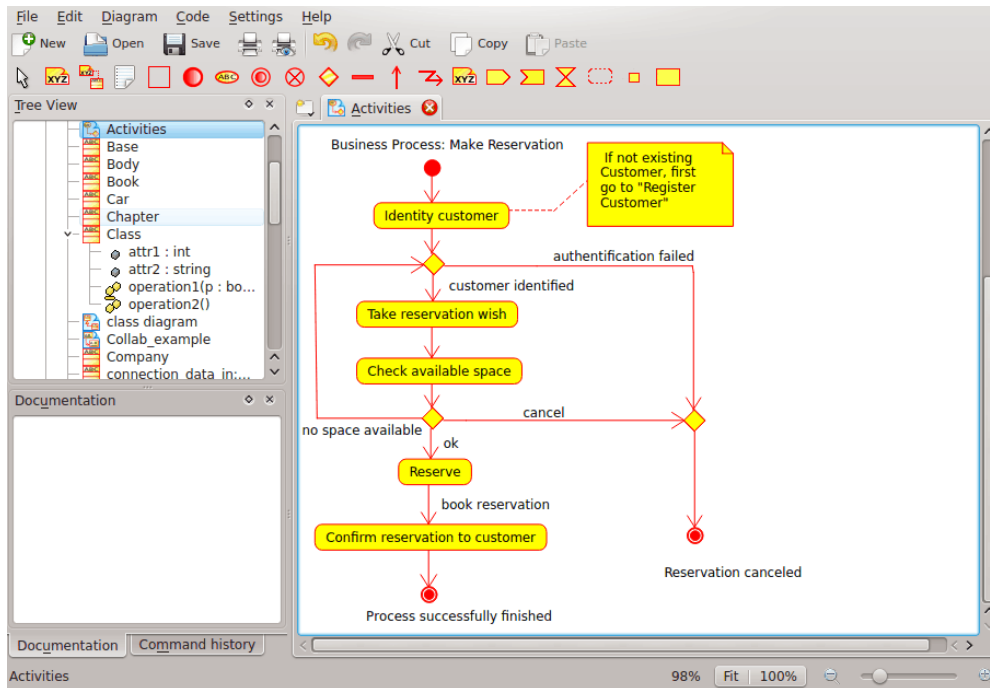 File Edit Diagram Code Settings Help
New Open Save Cut Copy Paste
XYZ ABC XYZ
Tree View
Activities
Base
Body
Book
Car
Chapter
Class
attr1 : int
attr2 : string
operation1(p : bo...
operation2()
class diagram
Collab_example
Company
connection_data_in:...
Documentation
Documentation Command history
Activities
Business Process: Make Reservation
If not existing
Customer, first
go to "Register
Customer"
Identity customer
authentification failed
customer identified
Take reservation wish
Check available space
cancel
no space available
ok
Reserve
book reservation
Confirm reservation to customer
Reservation canceled
Process successfully finished
Activities 98% Fit 100%